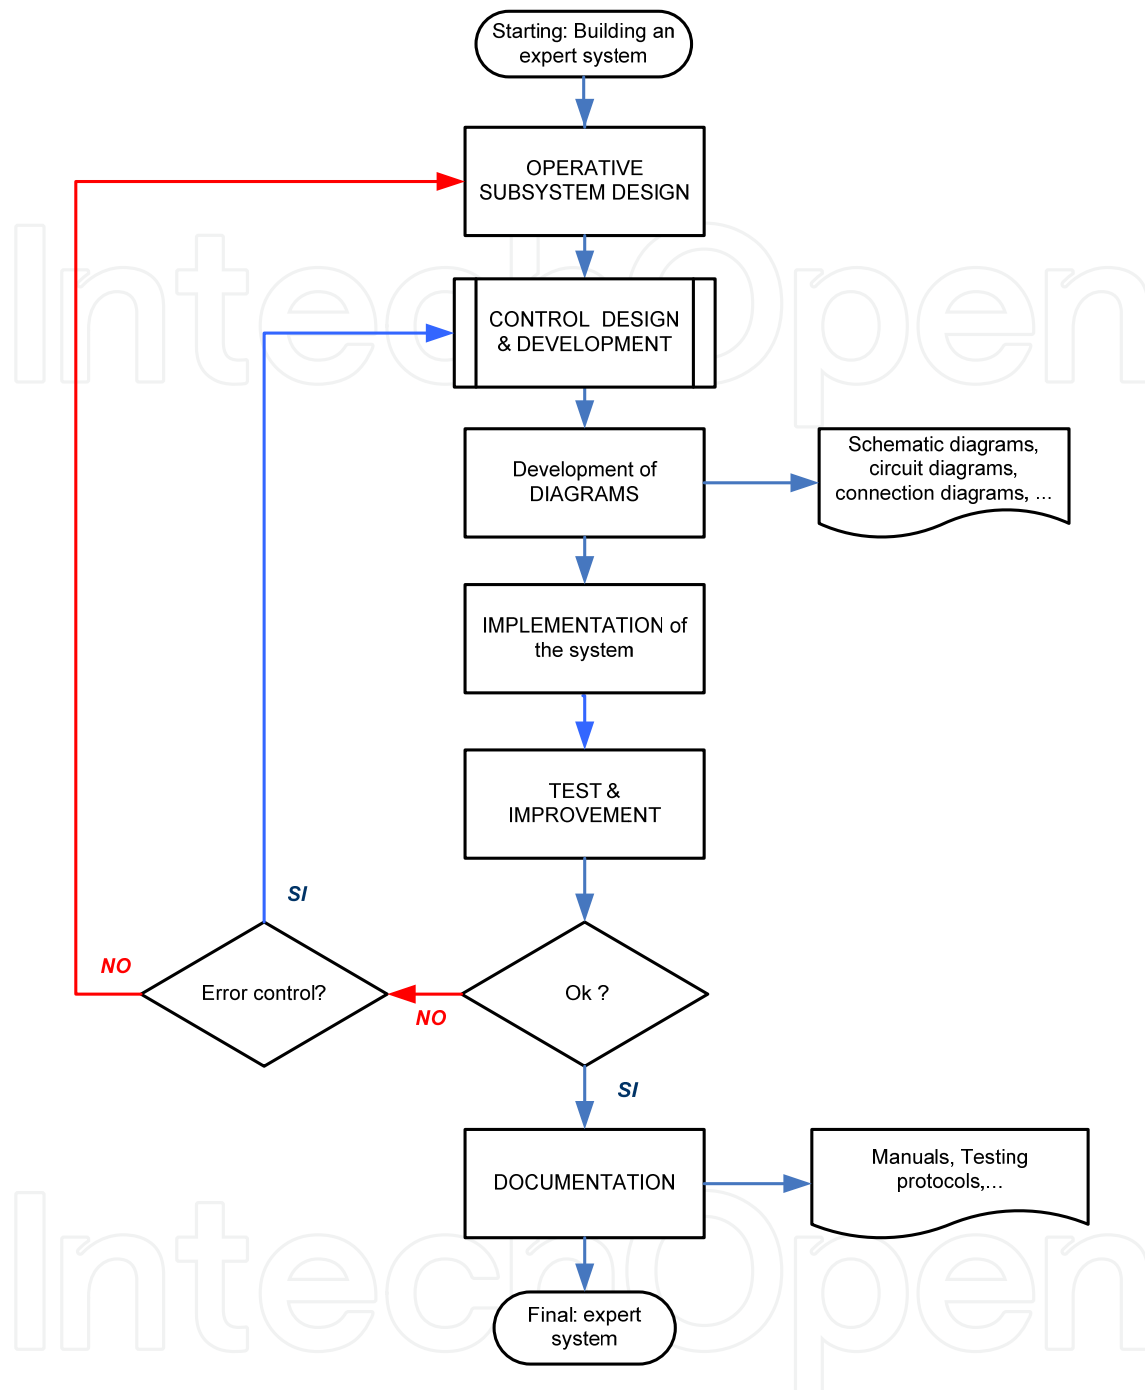 Starting: Building an
expert system
OPERATIVE
SUBSYSTEM DESIGN
CONTROL DESIGN
& DEVELOPMENT
Development of
DIAGRAMS
Schematic diagrams,
circuit diagrams,
connection diagrams, ...
IMPLEMENTATION of
the system
TEST &
IMPROVEMENT
SI
NO
Error control?
NO
Ok ?
SI
DOCUMENTATION
Manuals, Testing
protocols,...
Final: expert
system
IntechOpen
IntechOpen